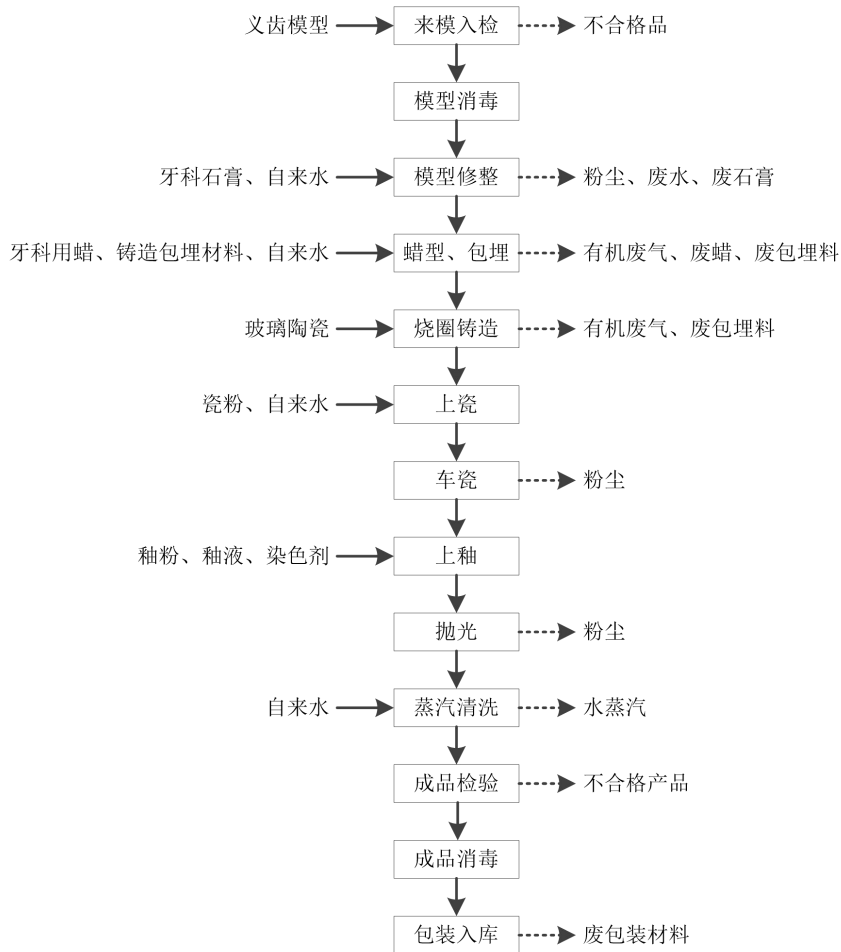 义齿模型 来模入检 不合格品
模型消毒
牙科石膏、自来水 模型修整 粉尘、废水、废石膏
牙科用蜡、铸造包埋材料、自来水 蜡型、包埋 有机废气、废蜡、废包埋料
玻璃陶瓷 烧圈铸造 有机废气、废包埋料
瓷粉、自来水 上瓷
车瓷 粉尘
釉粉、釉液、染色剂 上釉
抛光 粉尘
自来水 蒸汽清洗 水蒸汽
成品检验 不合格产品
成品消毒
包装入库 废包装材料